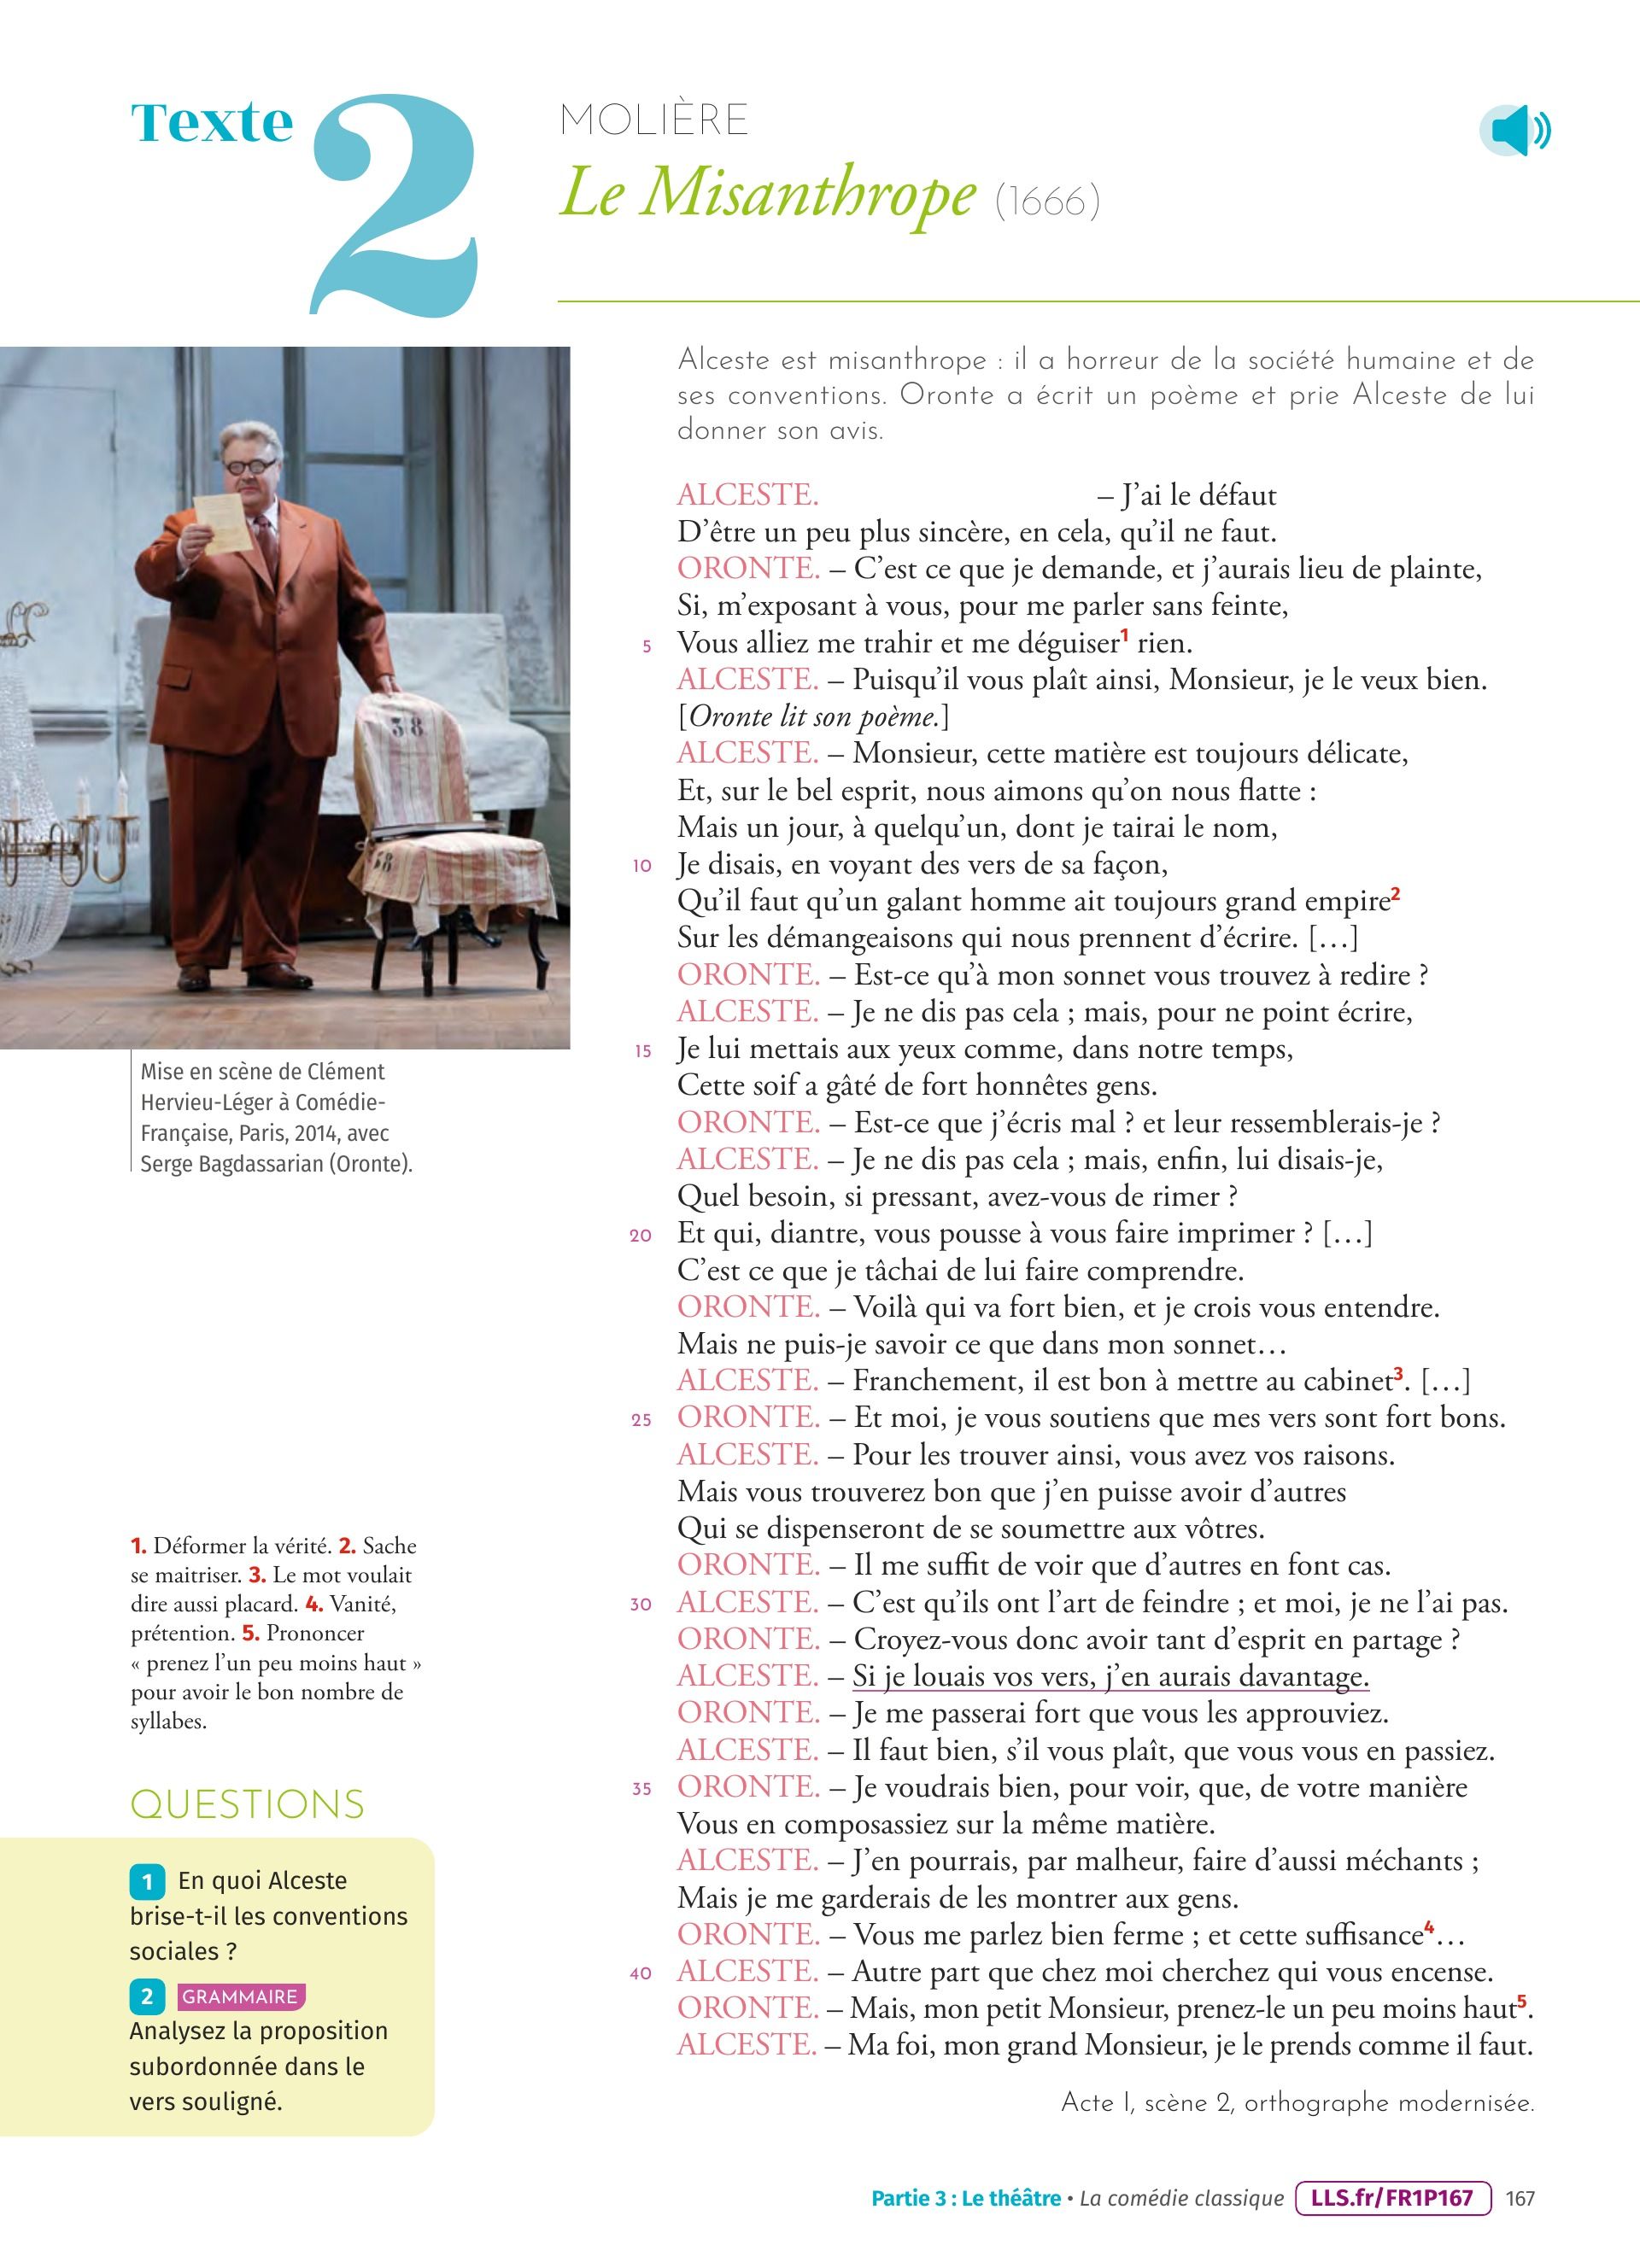 Texte 2
MOLIÈRE
Le Misanthrope (1666)
Alceste est misanthrope : il a horreur de la société humaine et de
ses conventions. Oronte a écrit un poème et prie Alceste de lui
donner son avis.
ALCESTE. – J’ai le défaut
D’être un peu plus sincère, en cela, qu’il ne faut.
ORONTE. – C’est ce que je demande, et j’aurais lieu de plainte,
Si, m’exposant à vous, pour me parler sans feinte,
5 Vous alliez me trahir et me déguiser1 rien.
ALCESTE. – Puisqu’il vous plaît ainsi, Monsieur, je le veux bien.
[Oronte lit son poème.]
ALCESTE. – Monsieur, cette matière est toujours délicate,
Et, sur le bel esprit, nous aimons qu’on nous flatte :
Mais un jour, à quelqu’un, dont je tairai le nom,
10 Je disais, en voyant des vers de sa façon,
Qu’il faut qu’un galant homme ait toujours grand empire2
Sur les démangeaisons qui nous prennent d’écrire. […]
ORONTE. – Est-ce qu’à mon sonnet vous trouvez à redire ?
ALCESTE. – Je ne dis pas cela ; mais, pour ne point écrire,
15 Je lui mettais aux yeux comme, dans notre temps,
Cette soif a gâté de fort honnêtes gens.
ORONTE. – Est-ce que j’écris mal ? et leur ressemblerais-je ?
ALCESTE. – Je ne dis pas cela ; mais, enfin, lui disais-je,
Quel besoin, si pressant, avez-vous de rimer ?
20 Et qui, diantre, vous pousse à vous faire imprimer ? […]
C’est ce que je tâchai de lui faire comprendre.
ORONTE. – Voilà qui va fort bien, et je crois vous entendre.
Mais ne puis-je savoir ce que dans mon sonnet…
ALCESTE. – Franchement, il est bon à mettre au cabinet3. […]
25 ORONTE. – Et moi, je vous soutiens que mes vers sont fort bons.
ALCESTE. – Pour les trouver ainsi, vous avez vos raisons.
Mais vous trouverez bon que j’en puisse avoir d’autres
Qui se dispenseront de se soumettre aux vôtres.
ORONTE. – Il me suffit de voir que d’autres en font cas.
30 ALCESTE. – C’est qu’ils ont l’art de feindre ; et moi, je ne l’ai pas.
ORONTE. – Croyez-vous donc avoir tant d’esprit en partage ?
ALCESTE. – Si je louais vos vers, j’en aurais davantage.
ORONTE. – Je me passerai fort que vous les approuviez.
ALCESTE. – Il faut bien, s’il vous plaît, que vous vous en passiez.
35 ORONTE. – Je voudrais bien, pour voir, que, de votre manière
Vous en composassiez sur la même matière.
ALCESTE. – J’en pourrais, par malheur, faire d’aussi méchants ;
Mais je me garderais de les montrer aux gens.
ORONTE. – Vous me parlez bien ferme ; et cette suffisance4…
40 ALCESTE. – Autre part que chez moi cherchez qui vous encense.
ORONTE. – Mais, mon petit Monsieur, prenez-le un peu moins haut5.
ALCESTE. – Ma foi, mon grand Monsieur, je le prends comme il faut.
Acte I, scène 2, orthographe modernisée.
38
38
Mise en scène de Clément
Hervieu-Léger à Comédie-
Française, Paris, 2014, avec
Serge Bagdassarian (Oronte).
1. Déformer la vérité. 2. Sache
se maitriser. 3. Le mot voulait
dire aussi placard. 4. Vanité,
prétention. 5. Prononcer
« prenez l’un peu moins haut »
pour avoir le bon nombre de
syllabes.
QUESTIONS
1 En quoi Alceste
brise-t-il les conventions
sociales ?
2 GRAMMAIRE
Analysez la proposition
subordonnée dans le
vers souligné.
Partie 3 : Le théâtre • La comédie classique LLS.fr/FR1P167 167